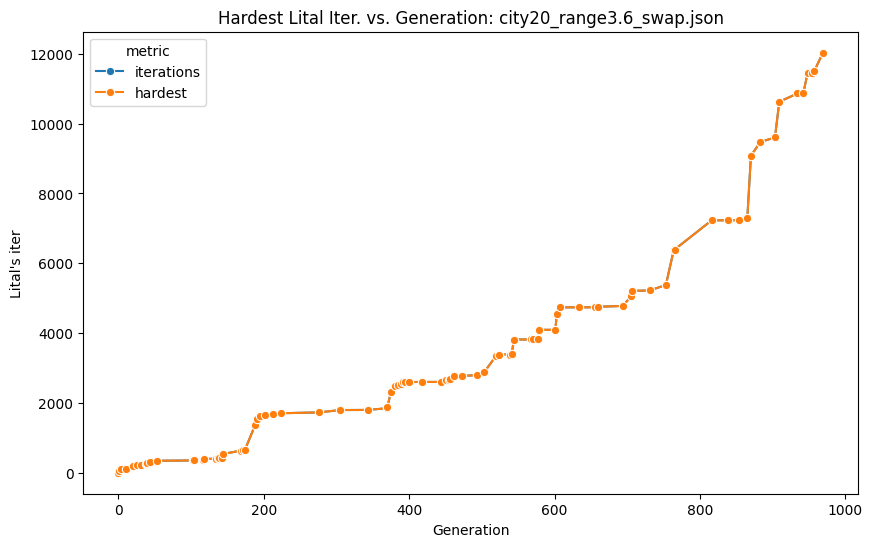 Hardest Lital Iter. vs. Generation: city20_range3.6_swap.json
metric
iterations
hardest
12000
10000
8000
6000
4000
2000
0
Lital's iter
0 200 400 600 800 1000
Generation